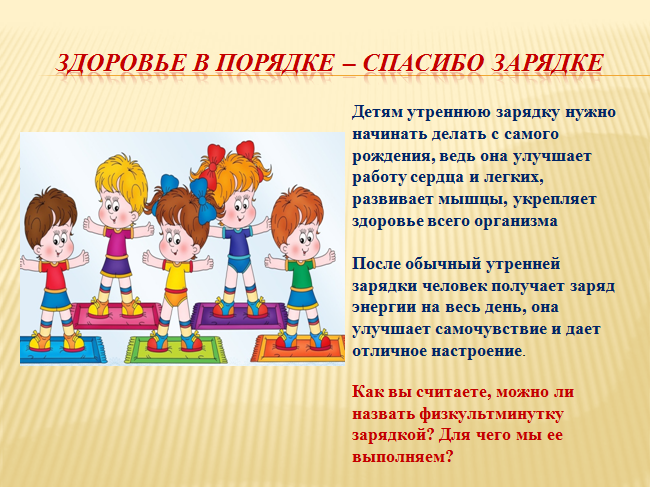 ЗДОРОВЬЕ В ПОРЯДКЕ – СПАСИБО ЗАРЯДКЕ
Детям утреннюю зарядку нужно
начинать делать с самого
рождения, ведь она улучшает
работу сердца и легких,
развивает мышцы, укрепляет
здоровье всего организма
После обычный утренней
зарядки человек получает заряд
энергии на весь день, она
улучшает самочувствие и дает
отличное настроение.
Как вы считаете, можно ли
назвать физкультминутку
зарядкой? Для чего мы ее
выполняем?